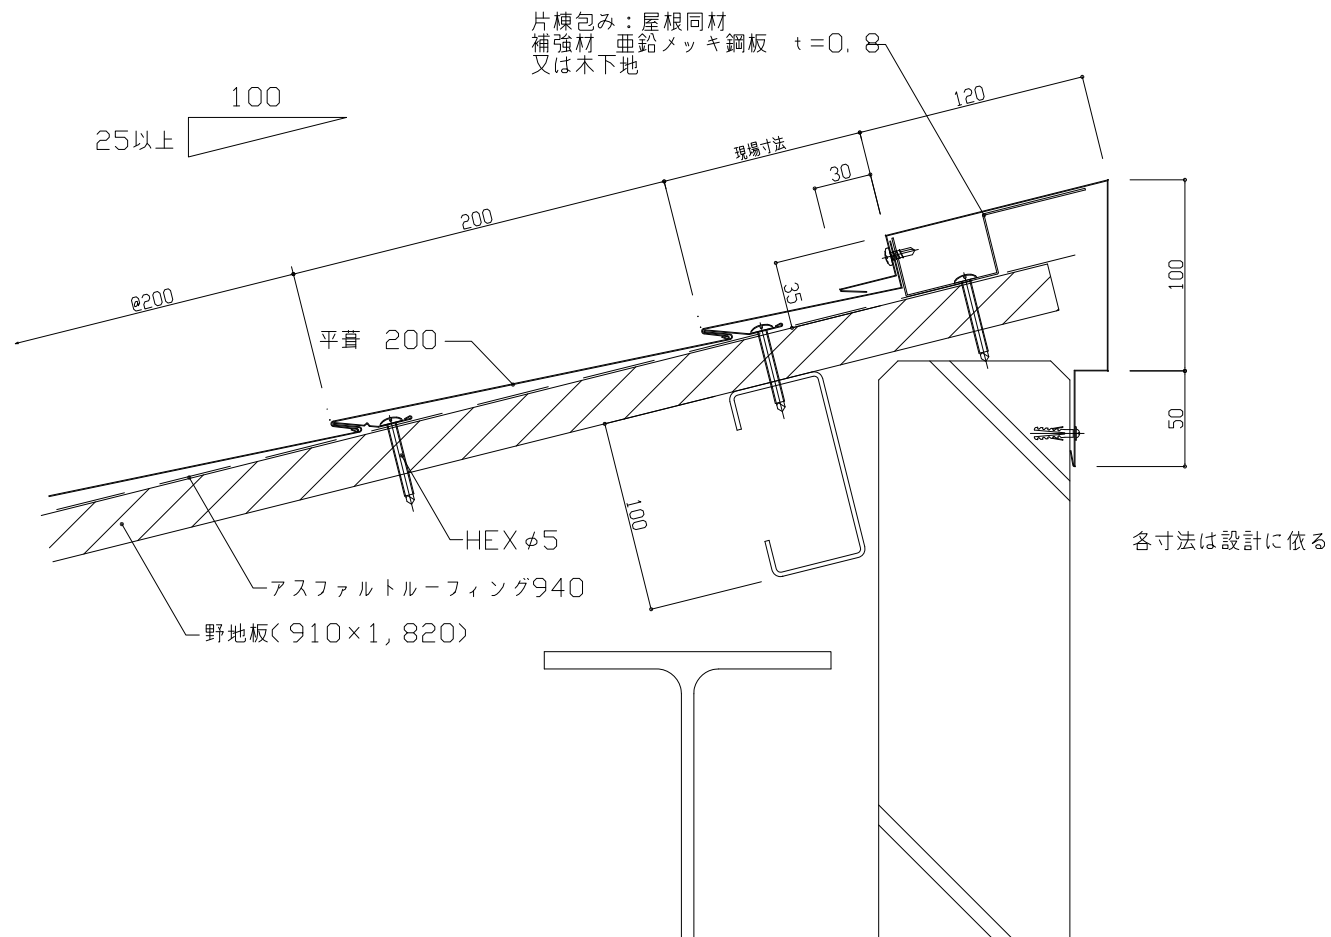 片棟包み：屋根同材
補強材　亜鉛メッキ鋼板　t=0.8
又は木下地
100
25以上
120
現場寸法
30
200
@200
35
100
50
平葺　200
100
HEXφ5
アスファルトルーフィング940
野地板(910×1,820)
各寸法は設計に依る